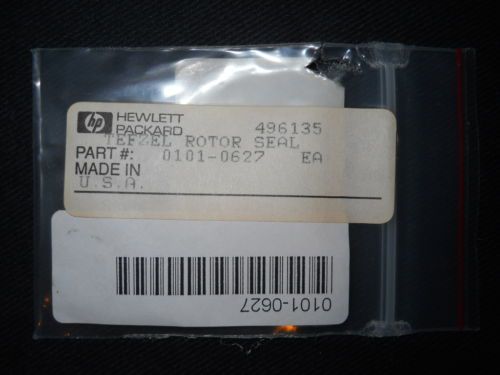 hp HEWLETT
PACKARD 496135
TEFZEL ROTOR SEAL
PART #: 0101-0627 EA
MADE IN
U.S.A.
0101-0627